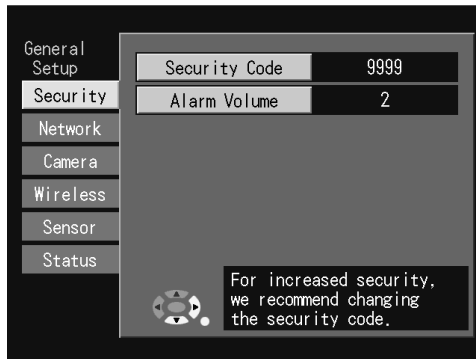 General
Setup
Security
Network
Camera
Wireless
Sensor
Status
Security Code 9999
Alarm Volume 2
For increased security,
we recommend changing
the security code.